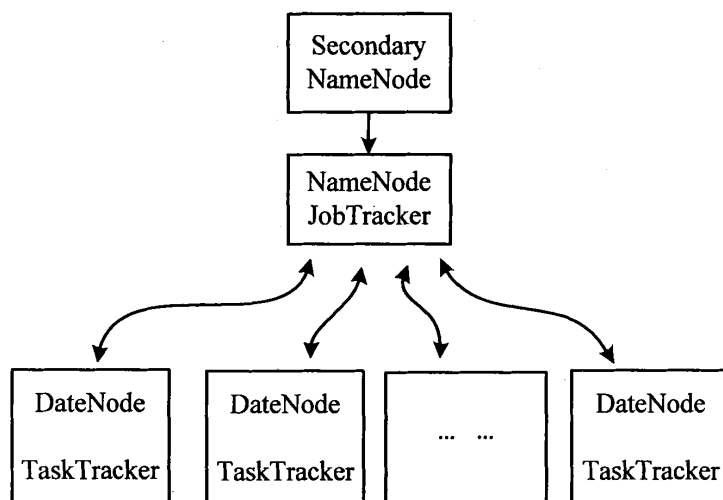 Secondary
NameNode
NameNode
JobTracker
DateNode
TaskTracker
DateNode
TaskTracker
... ...
DateNode
TaskTracker